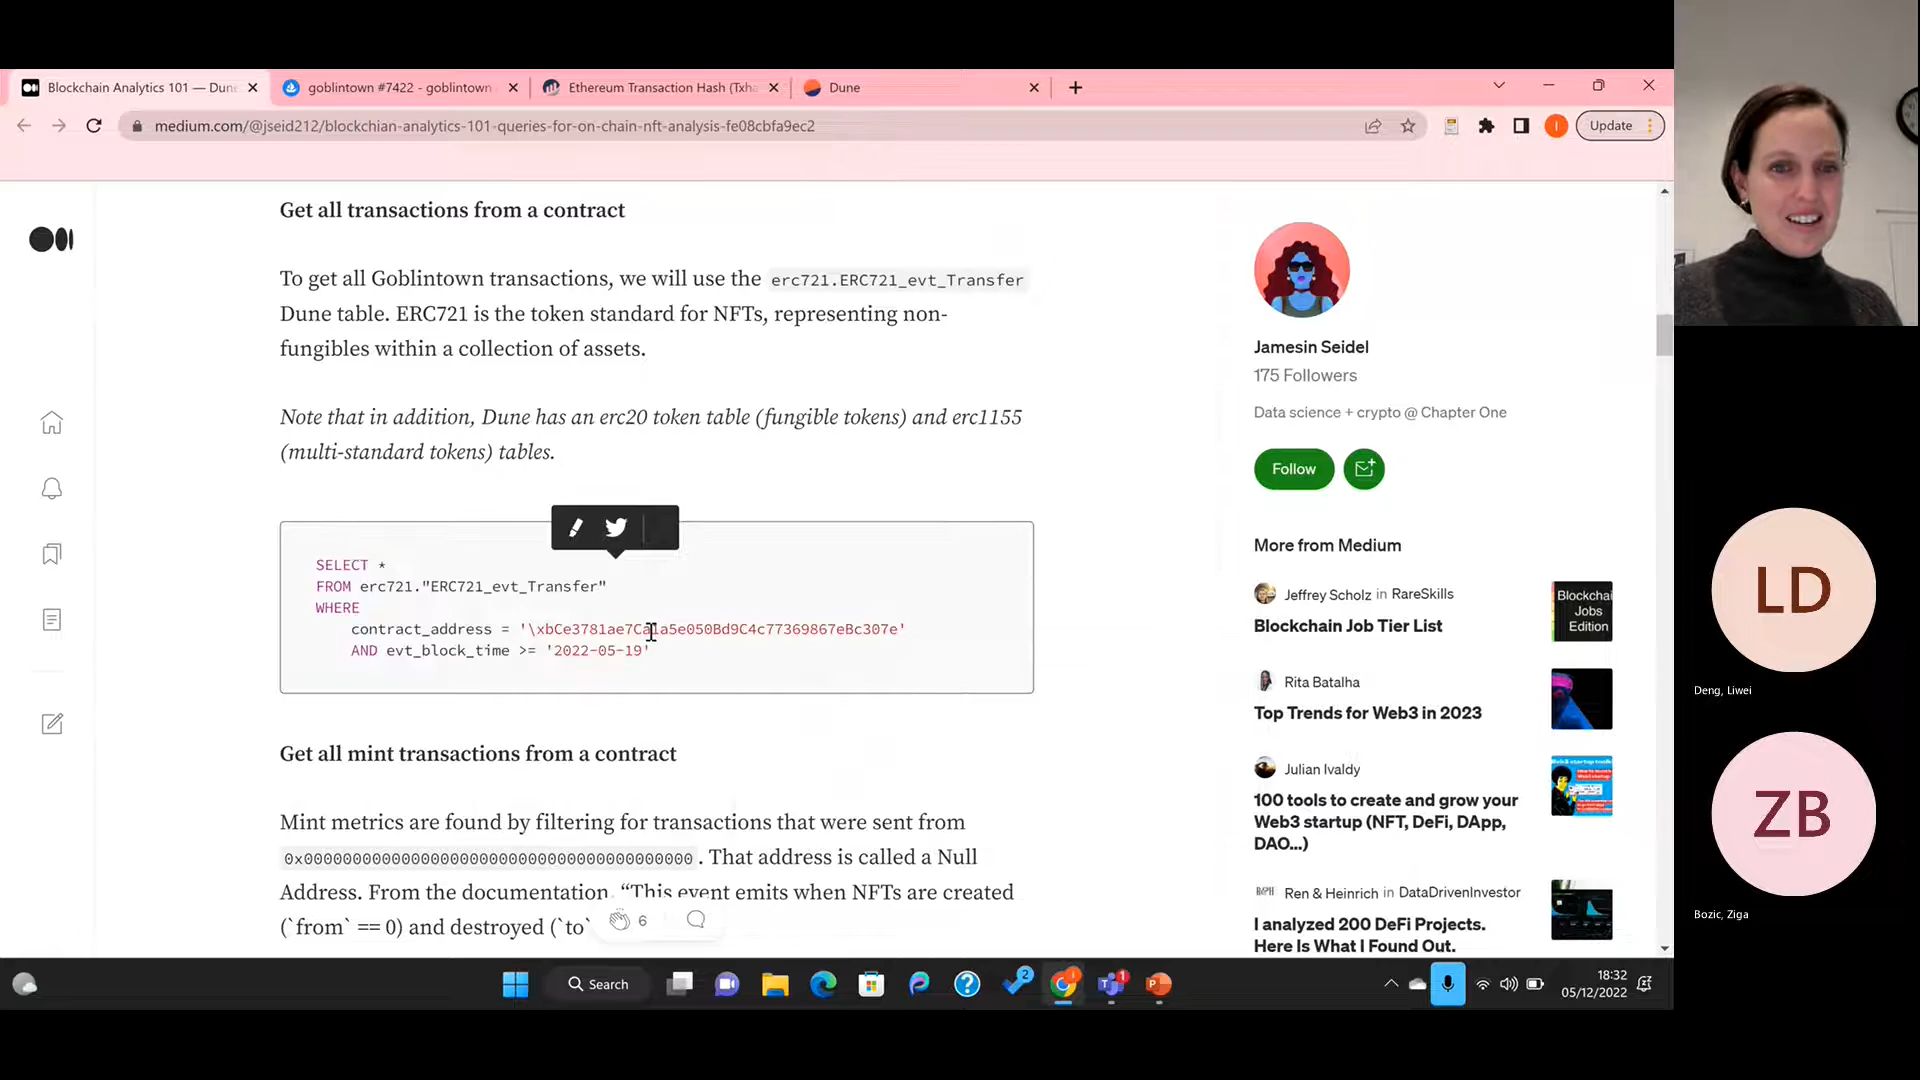 Blockchain Analytics 101 — Dun
goblintown #7422 - goblintown
Ethereum Transaction Hash (Txha
Dune
medium.com/@jseid212/blockchian-analytics-101-queries-for-on-chain-nft-analysis-fe08cbfa9ec2
I
Update
Get all transactions from a contract
To get all Goblintown transactions, we will use the erc721.ERC721_evt_Transfer
Dune table. ERC721 is the token standard for NFTs, representing non-
fungibles within a collection of assets.
Note that in addition, Dune has an erc20 token table (fungible tokens) and erc1155
(multi-standard tokens) tables.
SELECT *
FROM erc721."ERC721_evt_Transfer"
WHERE
contract_address = '\xbCe3781ae7Ca1a5e050Bd9C4c77369867eBc307e'
AND evt_block_time >= '2022-05-19'
Get all mint transactions from a contract
Mint metrics are found by filtering for transactions that were sent from
0x0000000000000000000000000000000000000000. That address is called a Null
Address. From the documentation, “This event emits when NFTs are created
(`from` == 0) and destroyed (`to`
6
Jamesin Seidel
175 Followers
Data science + crypto @ Chapter One
Follow
More from Medium
Jeffrey Scholz in RareSkills
Blockchain Job Tier List
Blockchai
Jobs
Edition
Rita Batalha
Top Trends for Web3 in 2023
Julian Ivaldy
100 tools to create and grow your
Web3 startup (NFT, DeFi, DApp,
DAO...)
Ren & Heinrich in DataDrivenInvestor
I analyzed 200 DeFi Projects.
Here Is What I Found Out.
Search
2
1
18:32
05/12/2022
LD
Deng, Liwei
ZB
Bozic, Ziga